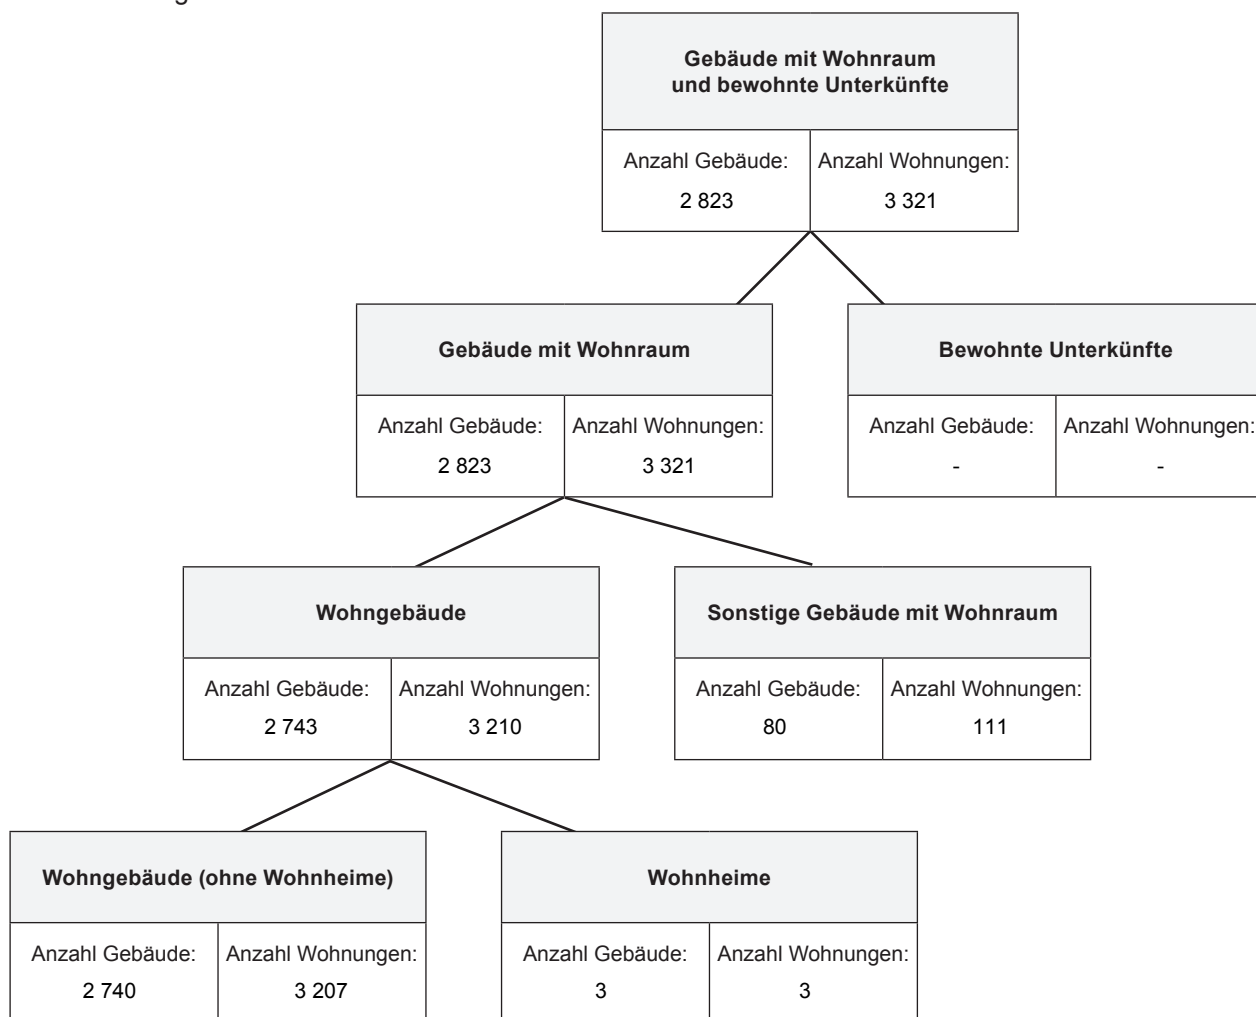 Gebäude mit Wohnraum
und bewohnte Unterkünfte
Anzahl Gebäude: Anzahl Wohnungen:
2 823 3 321
Gebäude mit Wohnraum
Anzahl Gebäude: Anzahl Wohnungen:
2 823 3 321
Bewohnte Unterkünfte
Anzahl Gebäude: Anzahl Wohnungen:
- -
Wohngebäude
Anzahl Gebäude: Anzahl Wohnungen:
2 743 3 210
Sonstige Gebäude mit Wohnraum
Anzahl Gebäude: Anzahl Wohnungen:
80 111
Wohngebäude (ohne Wohnheime)
Anzahl Gebäude: Anzahl Wohnungen:
2 740 3 207
Wohnheime
Anzahl Gebäude: Anzahl Wohnungen:
3 3